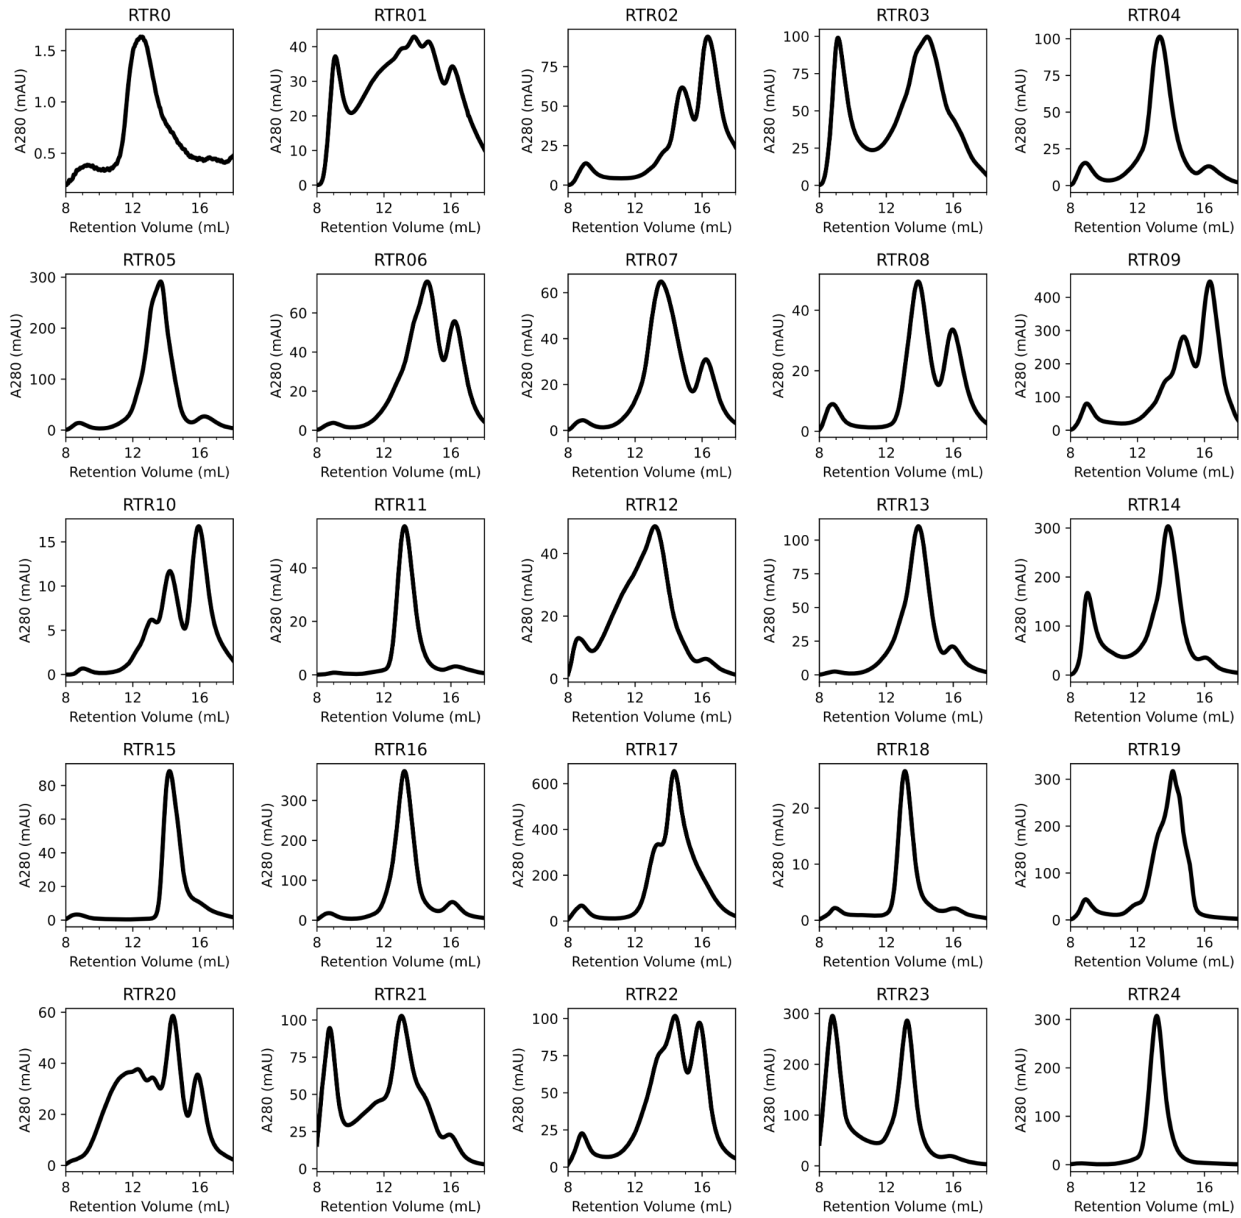 RTR0 RTR01 RTR02 RTR03 RTR04
A280 (mAU) 0.5 1.0 1.5 A280 (mAU) 0 10 20 30 40 A280 (mAU) 0 25 50 75 A280 (mAU) 0 25 50 75 100 A280 (mAU) 0 25 50 75 100
8 12 16 8 12 16 8 12 16 8 12 16 8 12 16
Retention Volume (mL) Retention Volume (mL) Retention Volume (mL) Retention Volume (mL) Retention Volume (mL)
RTR05 RTR06 RTR07 RTR08 RTR09
A280 (mAU) 0 100 200 300 A280 (mAU) 0 20 40 60 A280 (mAU) 0 20 40 60 A280 (mAU) 0 20 40 A280 (mAU) 0 100 200 300 400
8 12 16 8 12 16 8 12 16 8 12 16 8 12 16
Retention Volume (mL) Retention Volume (mL) Retention Volume (mL) Retention Volume (mL) Retention Volume (mL)
RTR10 RTR11 RTR12 RTR13 RTR14
A280 (mAU) 0 5 10 15 A280 (mAU) 0 20 40 A280 (mAU) 0 20 40 A280 (mAU) 0 25 50 75 100 A280 (mAU) 0 100 200 300
8 12 16 8 12 16 8 12 16 8 12 16 8 12 16
Retention Volume (mL) Retention Volume (mL) Retention Volume (mL) Retention Volume (mL) Retention Volume (mL)
RTR15 RTR16 RTR17 RTR18 RTR19
A280 (mAU) 0 20 40 60 80 A280 (mAU) 0 100 200 300 A280 (mAU) 0 200 400 600 A280 (mAU) 0 10 20 A280 (mAU) 0 100 200 300
8 12 16 8 12 16 8 12 16 8 12 16 8 12 16
Retention Volume (mL) Retention Volume (mL) Retention Volume (mL) Retention Volume (mL) Retention Volume (mL)
RTR20 RTR21 RTR22 RTR23 RTR24
A280 (mAU) 0 20 40 60 A280 (mAU) 0 25 50 75 100 A280 (mAU) 0 25 50 75 100 A280 (mAU) 0 100 200 300 A280 (mAU) 0 100 200 300
8 12 16 8 12 16 8 12 16 8 12 16 8 12 16
Retention Volume (mL) Retention Volume (mL) Retention Volume (mL) Retention Volume (mL) Retention Volume (mL)